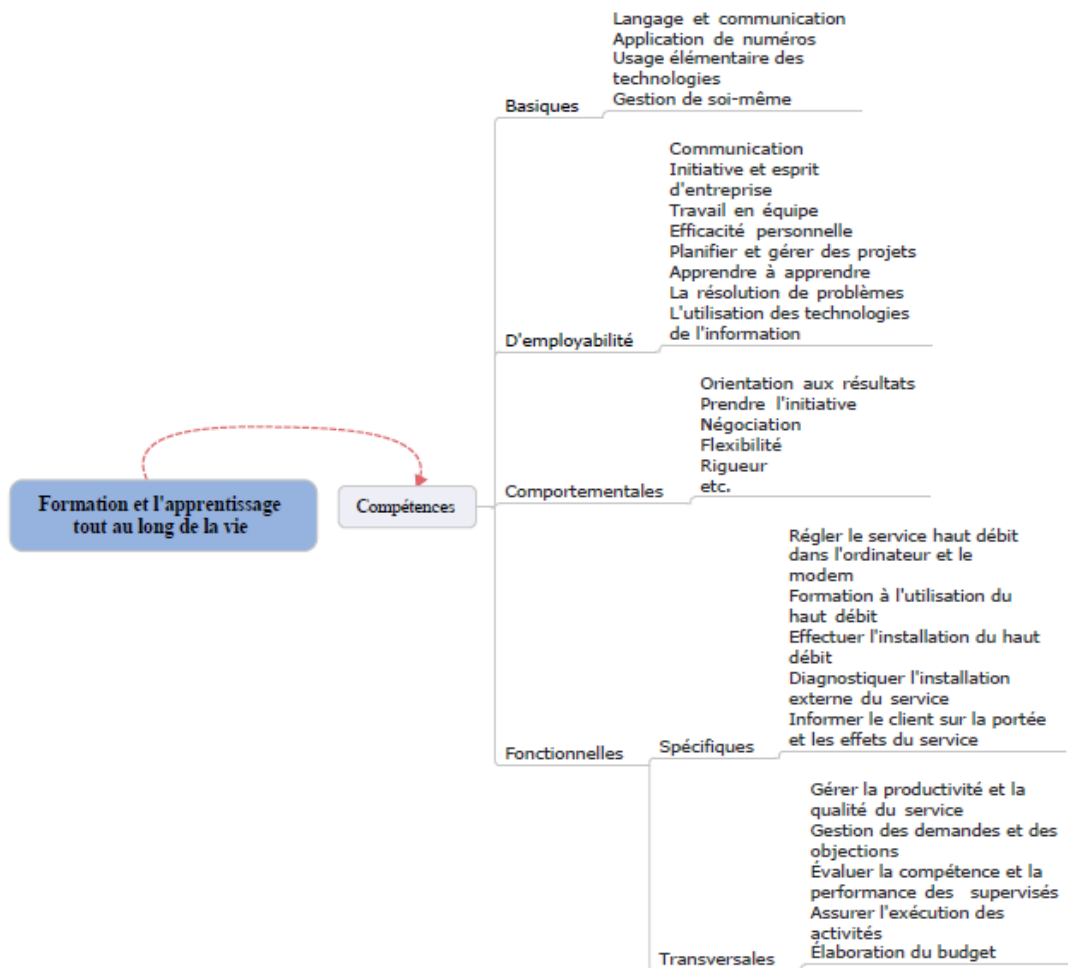 Langage et communication
Application de numéros
Usage élémentaire des
technologies
Gestion de soi-même
Basiques
Communication
Initiative et esprit
d'entreprise
Travail en équipe
Efficacité personnelle
Planifier et gérer des projets
Apprendre à apprendre
La résolution de problèmes
L'utilisation des technologies
de l'information
D'employabilité
Orientation aux résultats
Prendre l'initiative
Négociation
Flexibilité
Rigueur
etc.
Comportementales
Formation et l'apprentissage
tout au long de la vie
Compétences
Régler le service haut débit
dans l'ordinateur et le
modem
Formation à l'utilisation du
haut débit
Effectuer l'installation du haut
débit
Diagnostiquer l'installation
externe du service
Informer le client sur la portée
et les effets du service
Fonctionnelles
Spécifiques
Gérer la productivité et la
qualité du service
Gestion des demandes et des
objections
Évaluer la compétence et la
performance des supervisés
Assurer l'exécution des
activités
Élaboration du budget
Transversales